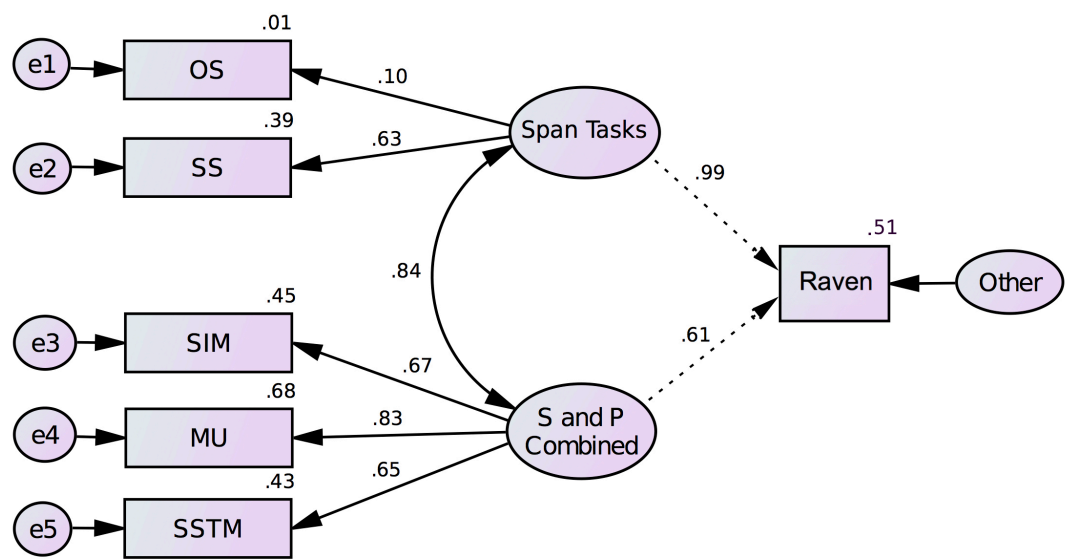 .01
e1
OS
.10
.39
e2
SS
.63
Span Tasks
.99
.84
.51
Raven
Other
.45
e3
SIM
.67
.61
.68
e4
MU
.83
S and P
Combined
.43
e5
SSTM
.65